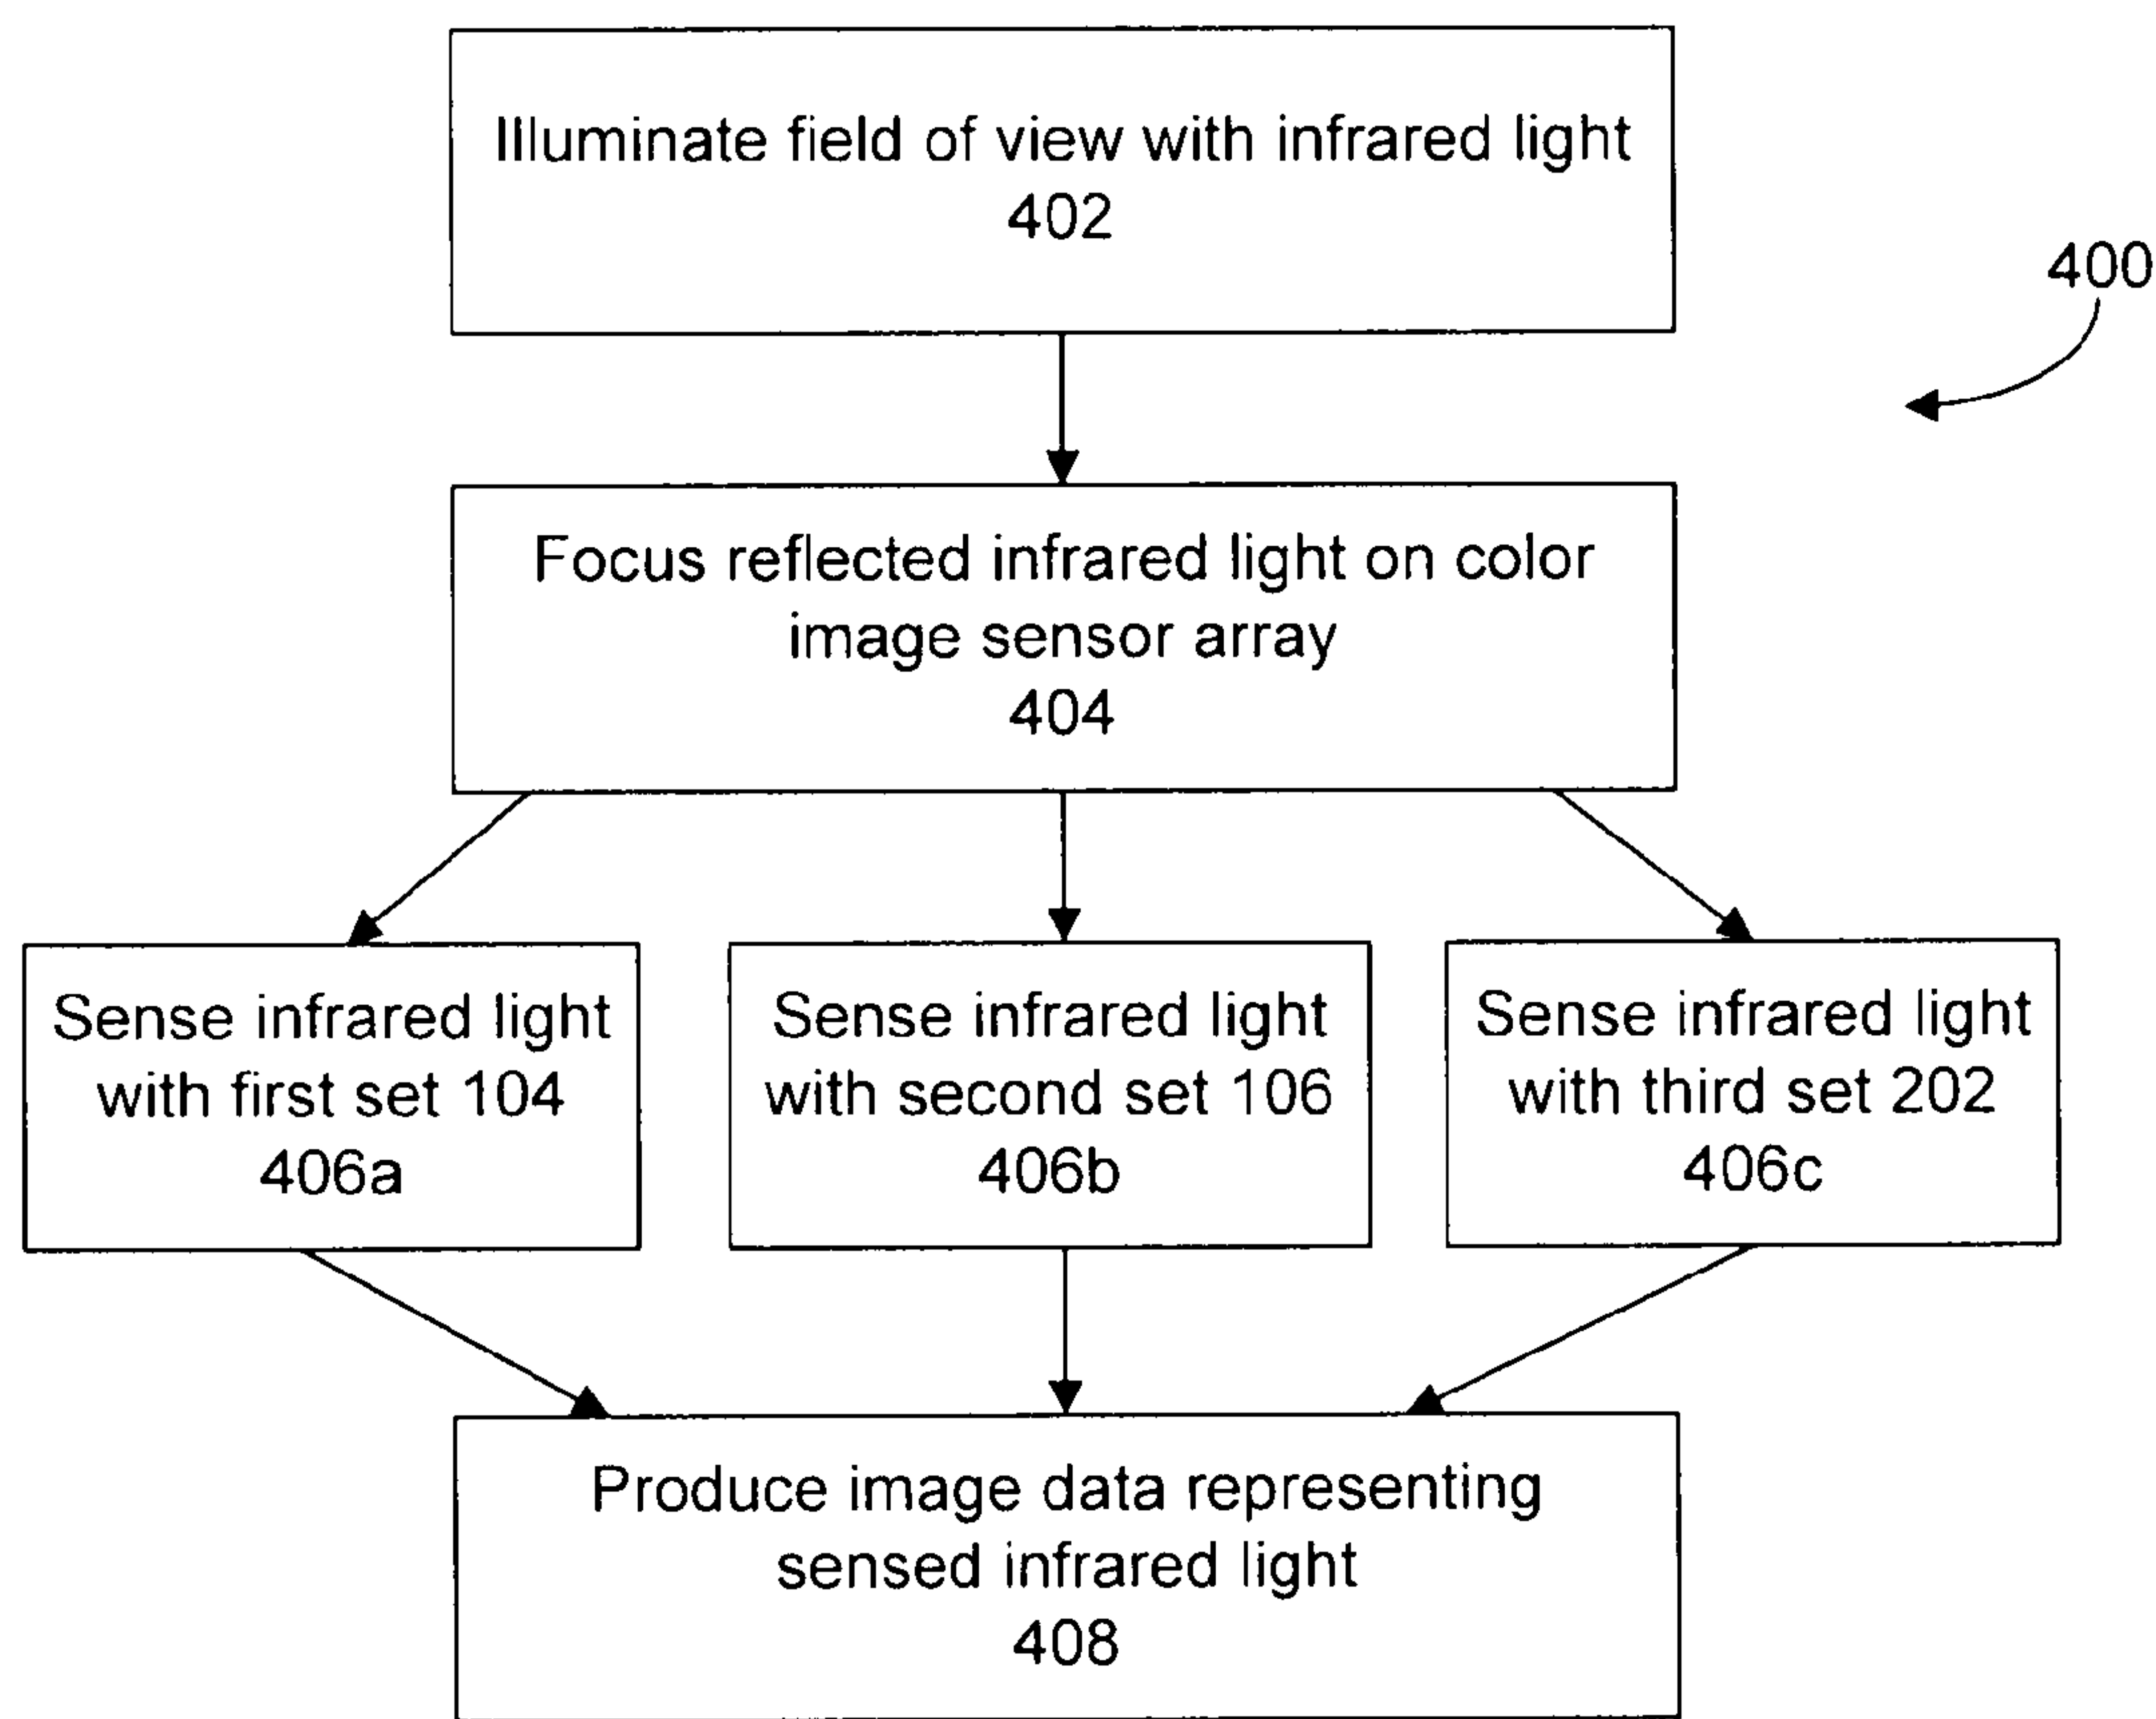 Illuminate field of view with infrared light
402
400
Focus reflected infrared light on color
image sensor array
404
Sense infrared light
with first set 104
406a
Sense infrared light
with second set 106
406b
Sense infrared light
with third set 202
406c
Produce image data representing
sensed infrared light
408